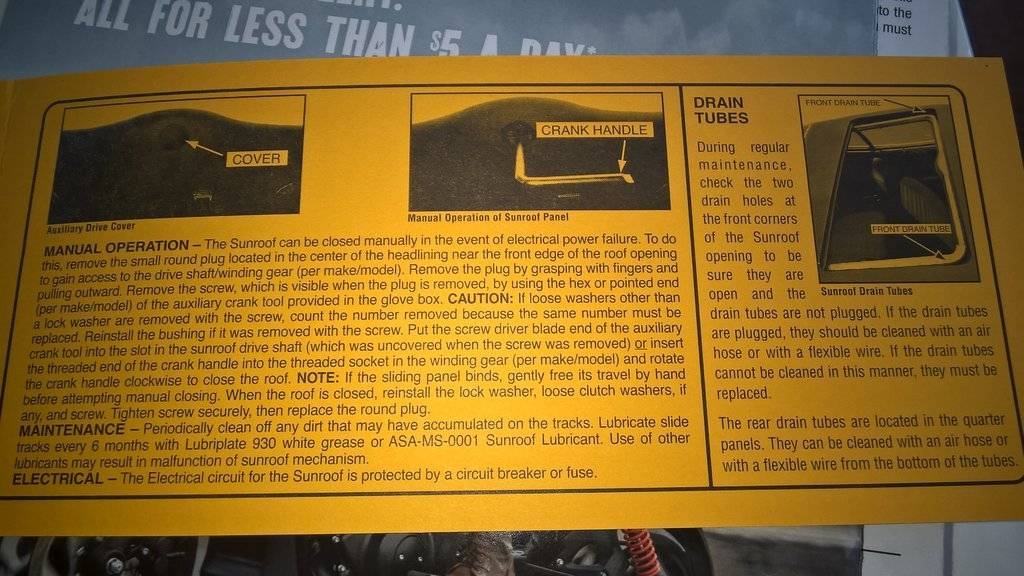 ALL FOR LESS THAN $5 A DAY*
to the
must
COVER
Auxiliary Drive Cover
CRANK HANDLE
Manual Operation of Sunroof Panel
MANUAL OPERATION – The Sunroof can be closed manually in the event of electrical power failure. To do
this, remove the small round plug located in the center of the headlining near the front edge of the roof opening
to gain access to the drive shaft/winding gear (per make/model). Remove the plug by grasping with fingers and
pulling outward. Remove the screw, which is visible when the plug is removed, by using the hex or pointed end
(per make/model) of the auxiliary crank tool provided in the glove box. CAUTION: If loose washers other than
a lock washer are removed with the screw, count the number removed because the same number must be
replaced. Reinstall the bushing if it was removed with the screw. Put the screw driver blade end of the auxiliary
crank tool into the slot in the sunroof drive shaft (which was uncovered when the screw was removed) or insert
the threaded end of the crank handle into the threaded socket in the winding gear (per make/model) and rotate
the crank handle clockwise to close the roof. NOTE: If the sliding panel binds, gently free its travel by hand
before attempting manual closing. When the roof is closed, reinstall the lock washer, loose clutch washers, if
any, and screw. Tighten screw securely, then replace the round plug.
MAINTENANCE – Periodically clean off any dirt that may have accumulated on the tracks. Lubricate slide
tracks every 6 months with Lubriplate 930 white grease or ASA-MS-0001 Sunroof Lubricant. Use of other
lubricants may result in malfunction of sunroof mechanism.
ELECTRICAL – The Electrical circuit for the Sunroof is protected by a circuit breaker or fuse.
DRAIN
TUBES
During regular
maintenance,
check the two
drain holes at
the front corners
of the Sunroof
opening to be
sure they are
open and the
drain tubes are not plugged. If the drain tubes
are plugged, they should be cleaned with an air
hose or with a flexible wire. If the drain tubes
cannot be cleaned in this manner, they must be
replaced.
The rear drain tubes are located in the quarter
panels. They can be cleaned with an air hose or
with a flexible wire from the bottom of the tubes.
FRONT DRAIN TUBE
FRONT DRAIN TUBE
Sunroof Drain Tubes